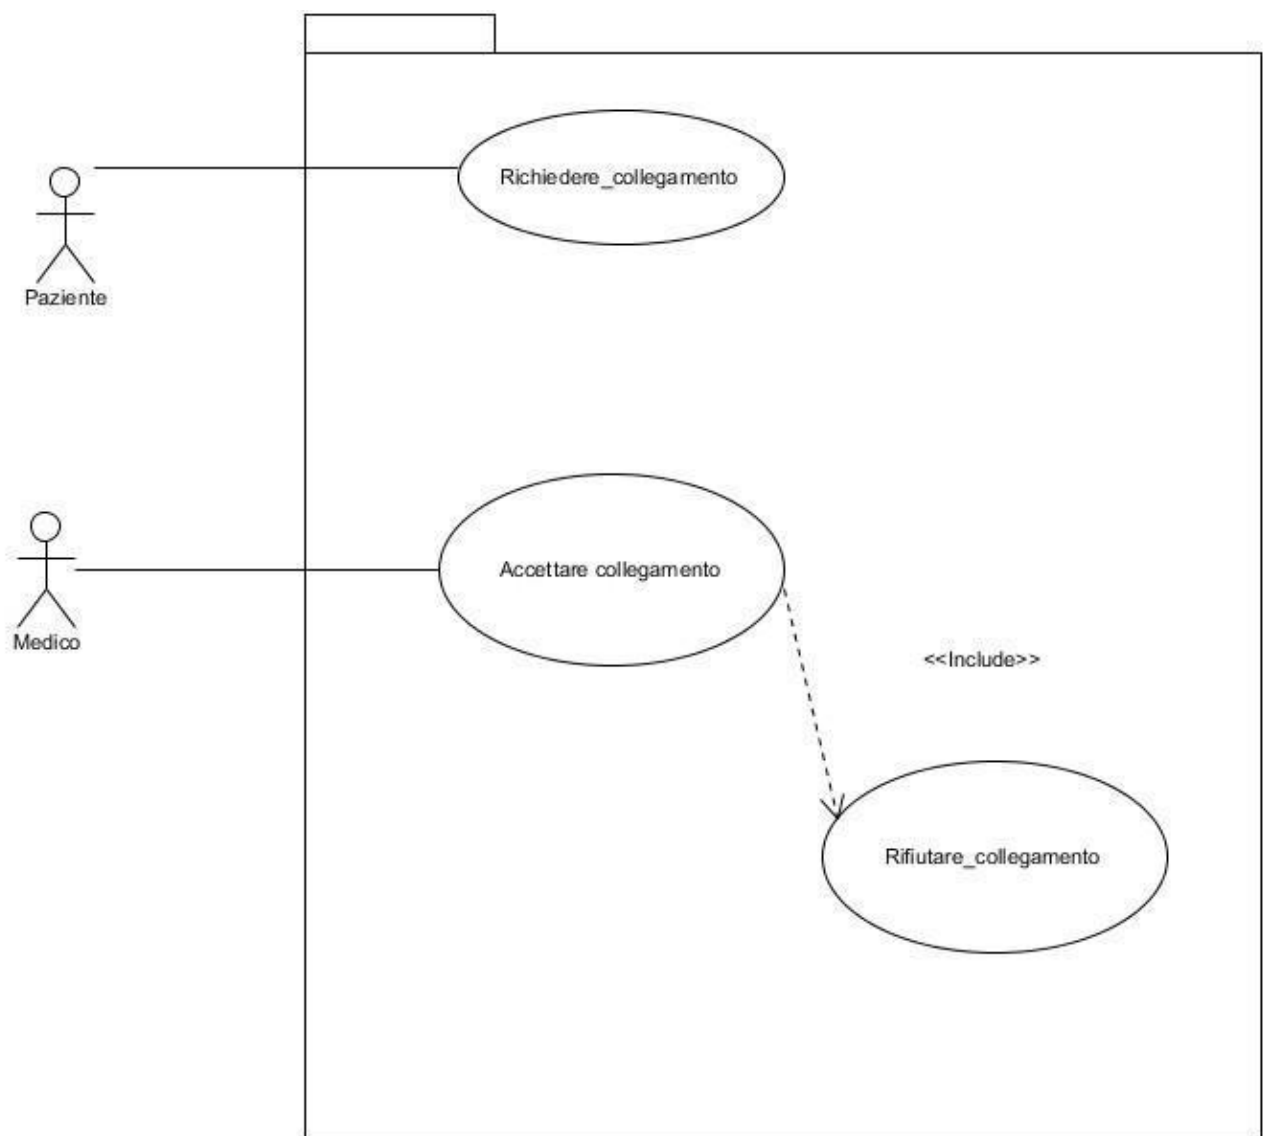 Richiedere_collegamento
Paziente
Accettare collegamento
Medico
<<Include>>
Rifiutare_collegamento